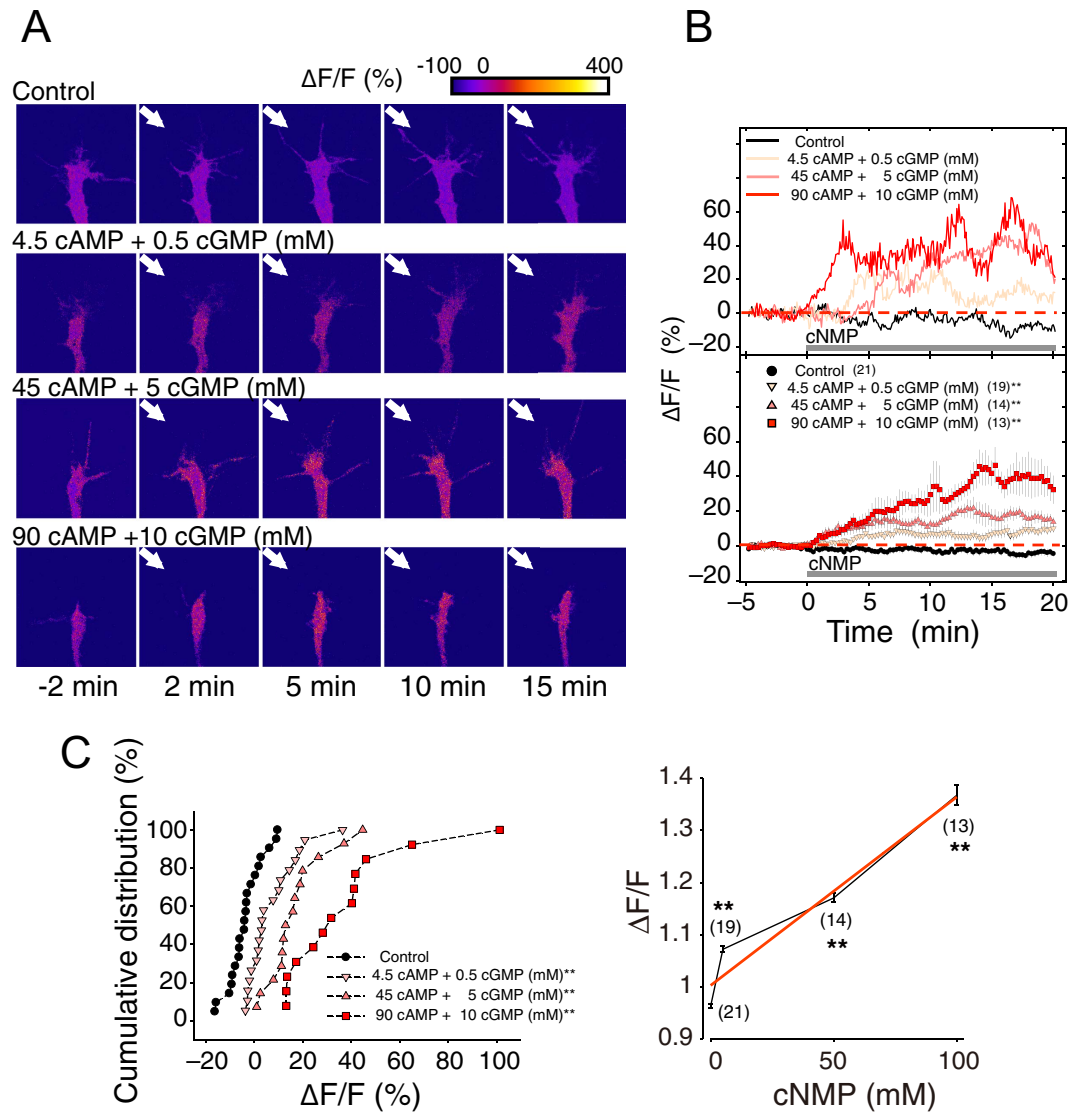 A
ΔF/F (%)
-100 0 400
Control
4.5 cAMP + 0.5 cGMP (mM)
45 cAMP + 5 cGMP (mM)
90 cAMP +10 cGMP (mM)
-2 min 2 min 5 min 10 min 15 min
B
Control
4.5 cAMP + 0.5 cGMP (mM)
45 cAMP + 5 cGMP (mM)
90 cAMP + 10 cGMP (mM)
60
40
20
0
–20
cNMP
ΔF/F (%)
Control (21)
4.5 cAMP + 0.5 cGMP (mM) (19)**
45 cAMP + 5 cGMP (mM) (14)**
90 cAMP + 10 cGMP (mM) (13)**
60
40
20
0
–20
cNMP
–5 0 5 10 15 20
Time (min)
C
Cumulative distribution (%)
100
80
60
40
20
0
Control
4.5 cAMP + 0.5 cGMP (mM)**
45 cAMP + 5 cGMP (mM)**
90 cAMP + 10 cGMP (mM)**
–20 0 20 40 60 80 100
ΔF/F (%)
ΔF/F
1.4
1.3
1.2
1.1
1
0.9
**
(19)
(21)
(14)
**
(13)
**
0 50 100
cNMP (mM)